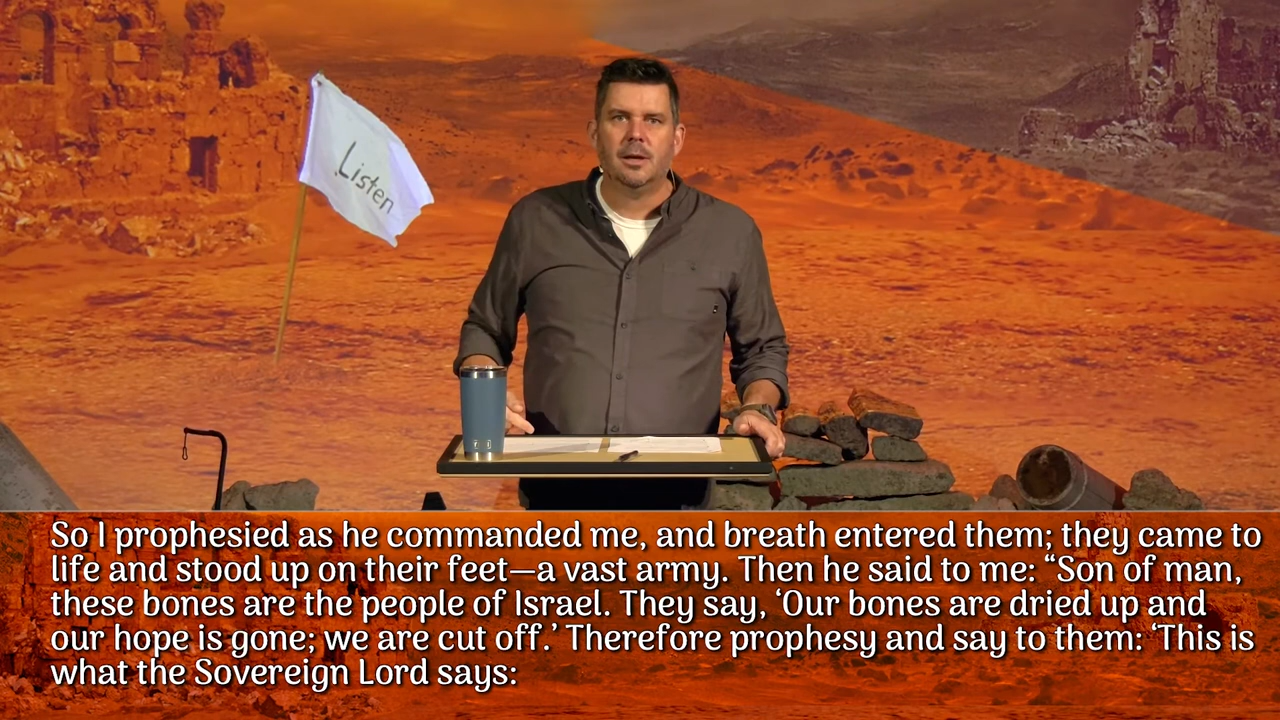 Listen
So I prophesied as he commanded me, and breath entered them; they came to
life and stood up on their feet—a vast army. Then he said to me: “Son of man,
these bones are the people of Israel. They say, ‘Our bones are dried up and
our hope is gone; we are cut off.’ Therefore prophesy and say to them: ‘This is
what the Sovereign Lord says: